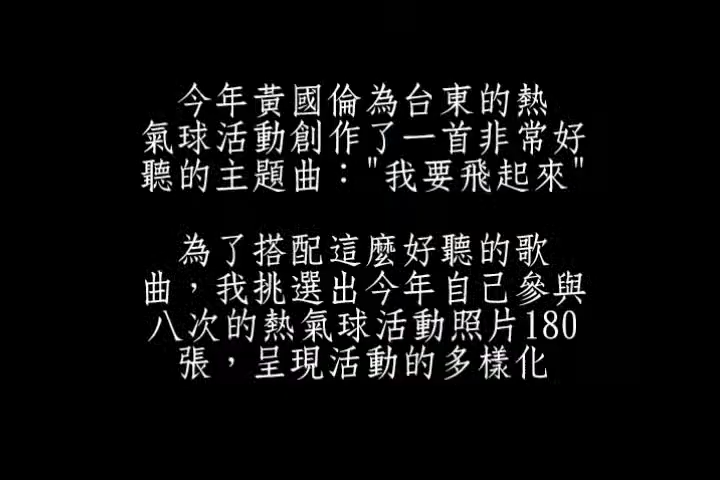 今年黃國倫為台東的熱
氣球活動創作了一首非常好
聽的主題曲："我要飛起來"
為了搭配這麼好聽的歌
曲，我挑選出今年自己參與
八次的熱氣球活動照片180
張，呈現活動的多樣化